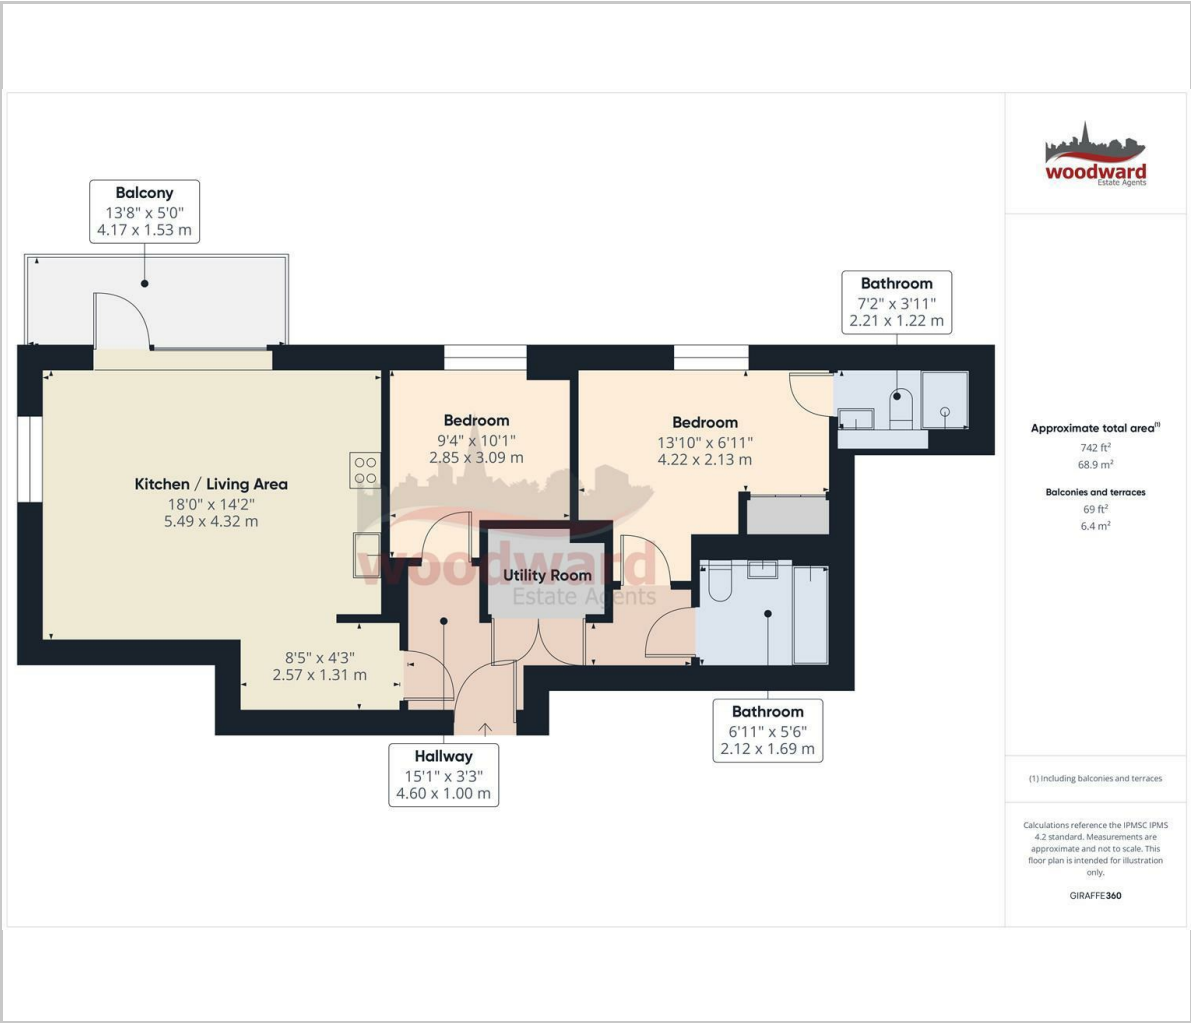 Balcony
13'8" x 5'0"
4.17 x 1.53 m
Bathroom
7'2" x 3'11"
2.21 x 1.22 m
Bedroom
9'4" x 10'1"
2.85 x 3.09 m
Bedroom
13'10" x 6'11"
4.22 x 2.13 m
Kitchen / Living Area
18'0" x 14'2"
5.49 x 4.32 m
woodward
Estate Agents
Utility Room
8'5" x 4'3"
2.57 x 1.31 m
Hallway
15'1" x 3'3"
4.60 x 1.00 m
Bathroom
6'11" x 5'6"
2.12 x 1.69 m
woodward
Estate Agents
Approximate total area(1)
742 ft²
68.9 m²
Balconies and terraces
69 ft²
6.4 m²
(1) Including balconies and terraces
Calculations reference the IPMSC IPMS
4.2 standard. Measurements are
approximate and not to scale. This
floor plan is intended for illustration
only.
GIRAFFE360